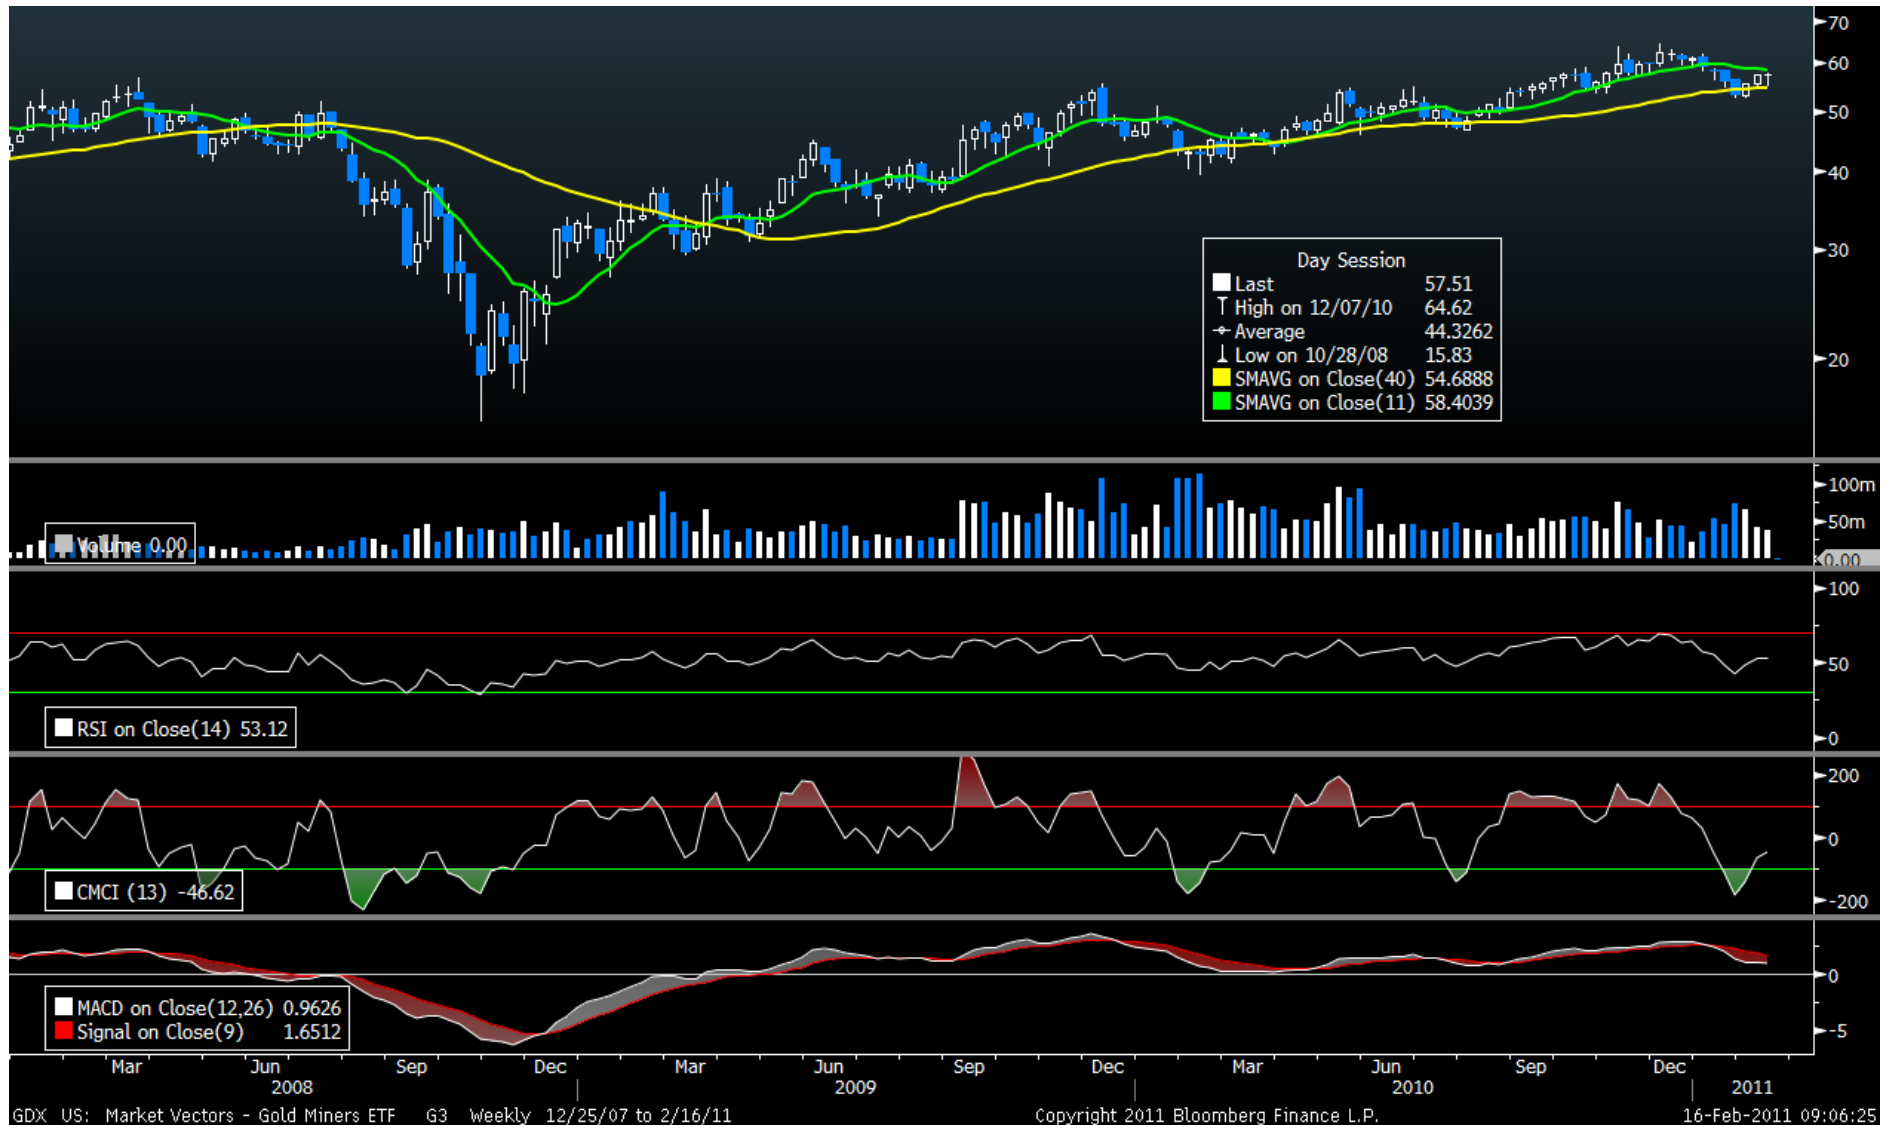 70
60
50
40
30
20
Day Session
Last 57.51
High on 12/07/10 64.62
Average 44.3262
Low on 10/28/08 15.83
SMAVG on Close(40) 54.6888
SMAVG on Close(11) 58.4039
100m
50m
0.00
Volume 0.00
100
50
0
RSI on Close(14) 53.12
200
0
-200
CMCI (13) -46.62
0
-5
MACD on Close(12,26) 0.9626
Signal on Close(9) 1.6512
Mar Jun Sep Dec Mar Jun Sep Dec Mar Jun Sep Dec
2008 2009 2010 2011
GDX US: Market Vectors - Gold Miners ETF G3 Weekly 12/25/07 to 2/16/11 Copyright 2011 Bloomberg Finance L.P. 16-Feb-2011 09:06:25